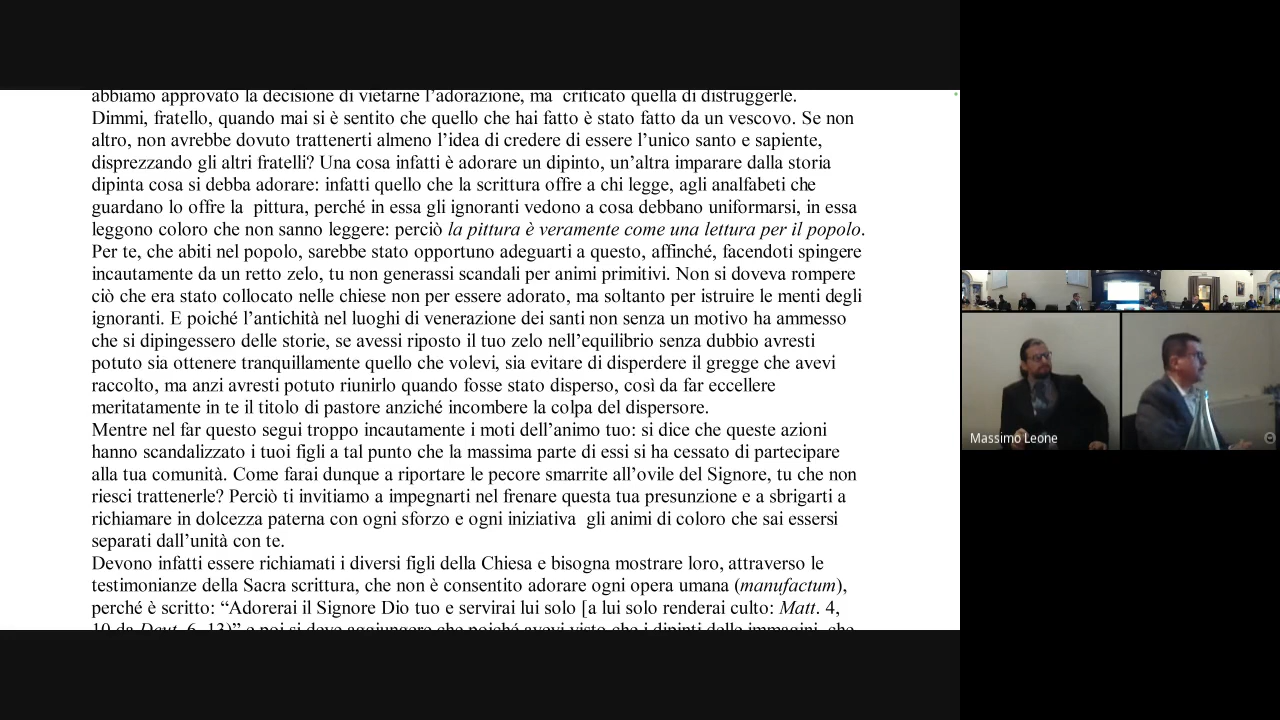 abbiamo approvato la decisione di vietarne l’adorazione, ma  criticato quella di distruggerle.
Dimmi, fratello, quando mai si è sentito che quello che hai fatto è stato fatto da un vescovo. Se non
altro, non avrebbe dovuto trattenerti almeno l’idea di credere di essere l’unico santo e sapiente,
disprezzando gli altri fratelli? Una cosa infatti è adorare un dipinto, un’altra imparare dalla storia
dipinta cosa si debba adorare: infatti quello che la scrittura offre a chi legge, agli analfabeti che
guardano lo offre la  pittura, perché in essa gli ignoranti vedono a cosa debbano uniformarsi, in essa
leggono coloro che non sanno leggere: perciò la pittura è veramente come una lettura per il popolo.
Per te, che abiti nel popolo, sarebbe stato opportuno adeguarti a questo, affinché, facendoti spingere
incautamente da un retto zelo, tu non generassi scandali per animi primitivi. Non si doveva rompere
ciò che era stato collocato nelle chiese non per essere adorato, ma soltanto per istruire le menti degli
ignoranti. E poiché l’antichità nel luoghi di venerazione dei santi non senza un motivo ha ammesso
che si dipingessero delle storie, se avessi riposto il tuo zelo nell’equilibrio senza dubbio avresti
potuto sia ottenere tranquillamente quello che volevi, sia evitare di disperdere il gregge che avevi
raccolto, ma anzi avresti potuto riunirlo quando fosse stato disperso, così da far eccellere
meritatamente in te il titolo di pastore anziché incombere la colpa del dispersore.
Mentre nel far questo segui troppo incautamente i moti dell’animo tuo: si dice che queste azioni
hanno scandalizzato i tuoi figli a tal punto che la massima parte di essi si ha cessato di partecipare
alla tua comunità. Come farai dunque a riportare le pecore smarrite all’ovile del Signore, tu che non
riesci trattenerle? Perciò ti invitiamo a impegnarti nel frenare questa tua presunzione e a sbrigarti a
richiamare in dolcezza paterna con ogni sforzo e ogni iniziativa  gli animi di coloro che sai essersi
separati dall’unità con te.
Devono infatti essere richiamati i diversi figli della Chiesa e bisogna mostrare loro, attraverso le
testimonianze della Sacra scrittura, che non è consentito adorare ogni opera umana (manufactum),
perché è scritto: “Adorerai il Signore Dio tuo e servirai lui solo [a lui solo renderai culto: Matt. 4,
10 da Deut. 6, 13)” e poi si deve aggiungere che poiché avevi visto che i dipinti delle immagini, che
Massimo Leone